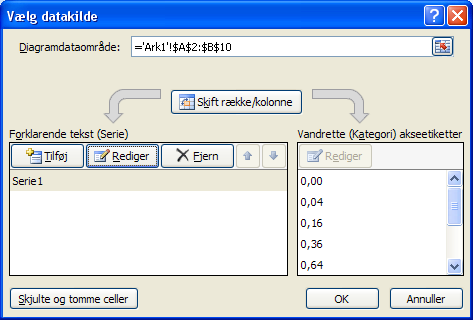 Vælg datakilde
Diagramdataområde:
='Ark1'!$A$2:$B$10
Skift række/kolonne
Forklarende tekst (Serie)
Vandrette (Kategori) akseetiketter
Tilføj
Rediger
Fjern
Rediger
Serie1
0,00
0,04
0,16
0,36
0,64
Skjulte og tomme celler
OK
Annuller